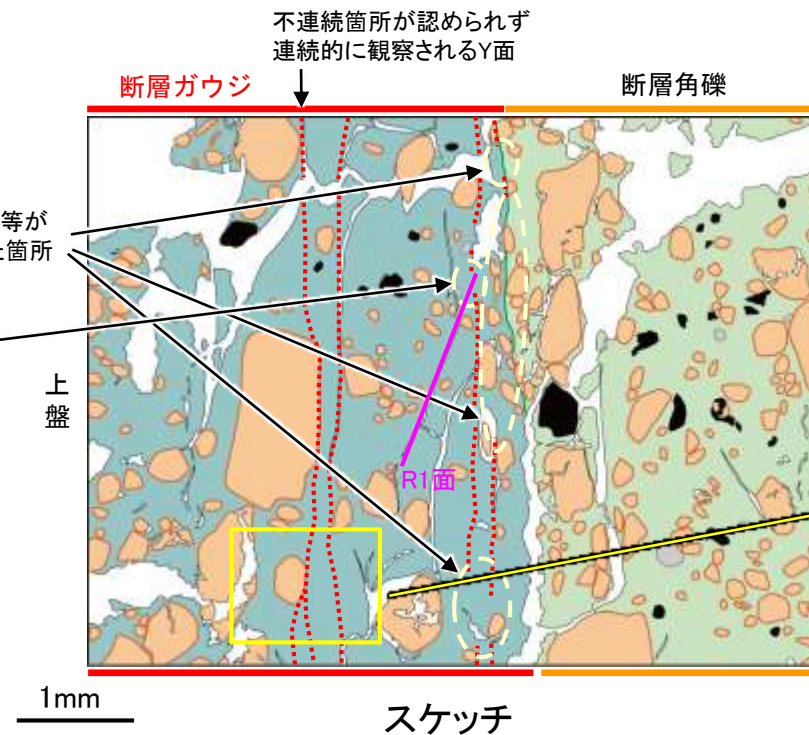 不連続箇所が認められず
連続的に観察されるY面
断層ガウジ
断層角礫
等が
箇所
上
盤
R1面
1mm
スケッチ